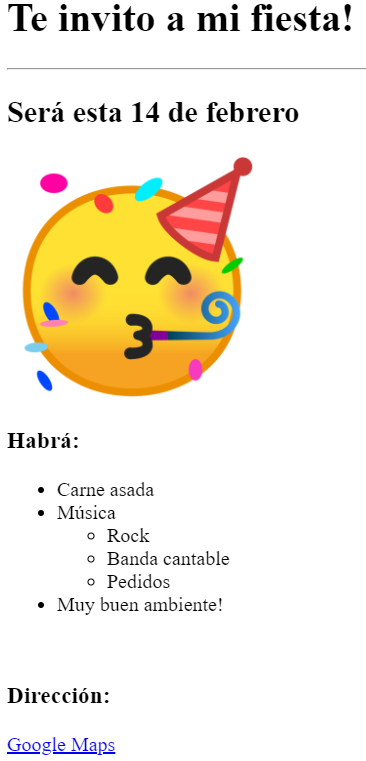 Te invito a mi fiesta!
Será esta 14 de febrero
Habrá:
Carne asada
Música
Rock
Banda cantable
Pedidos
Muy buen ambiente!
Dirección:
Google Maps